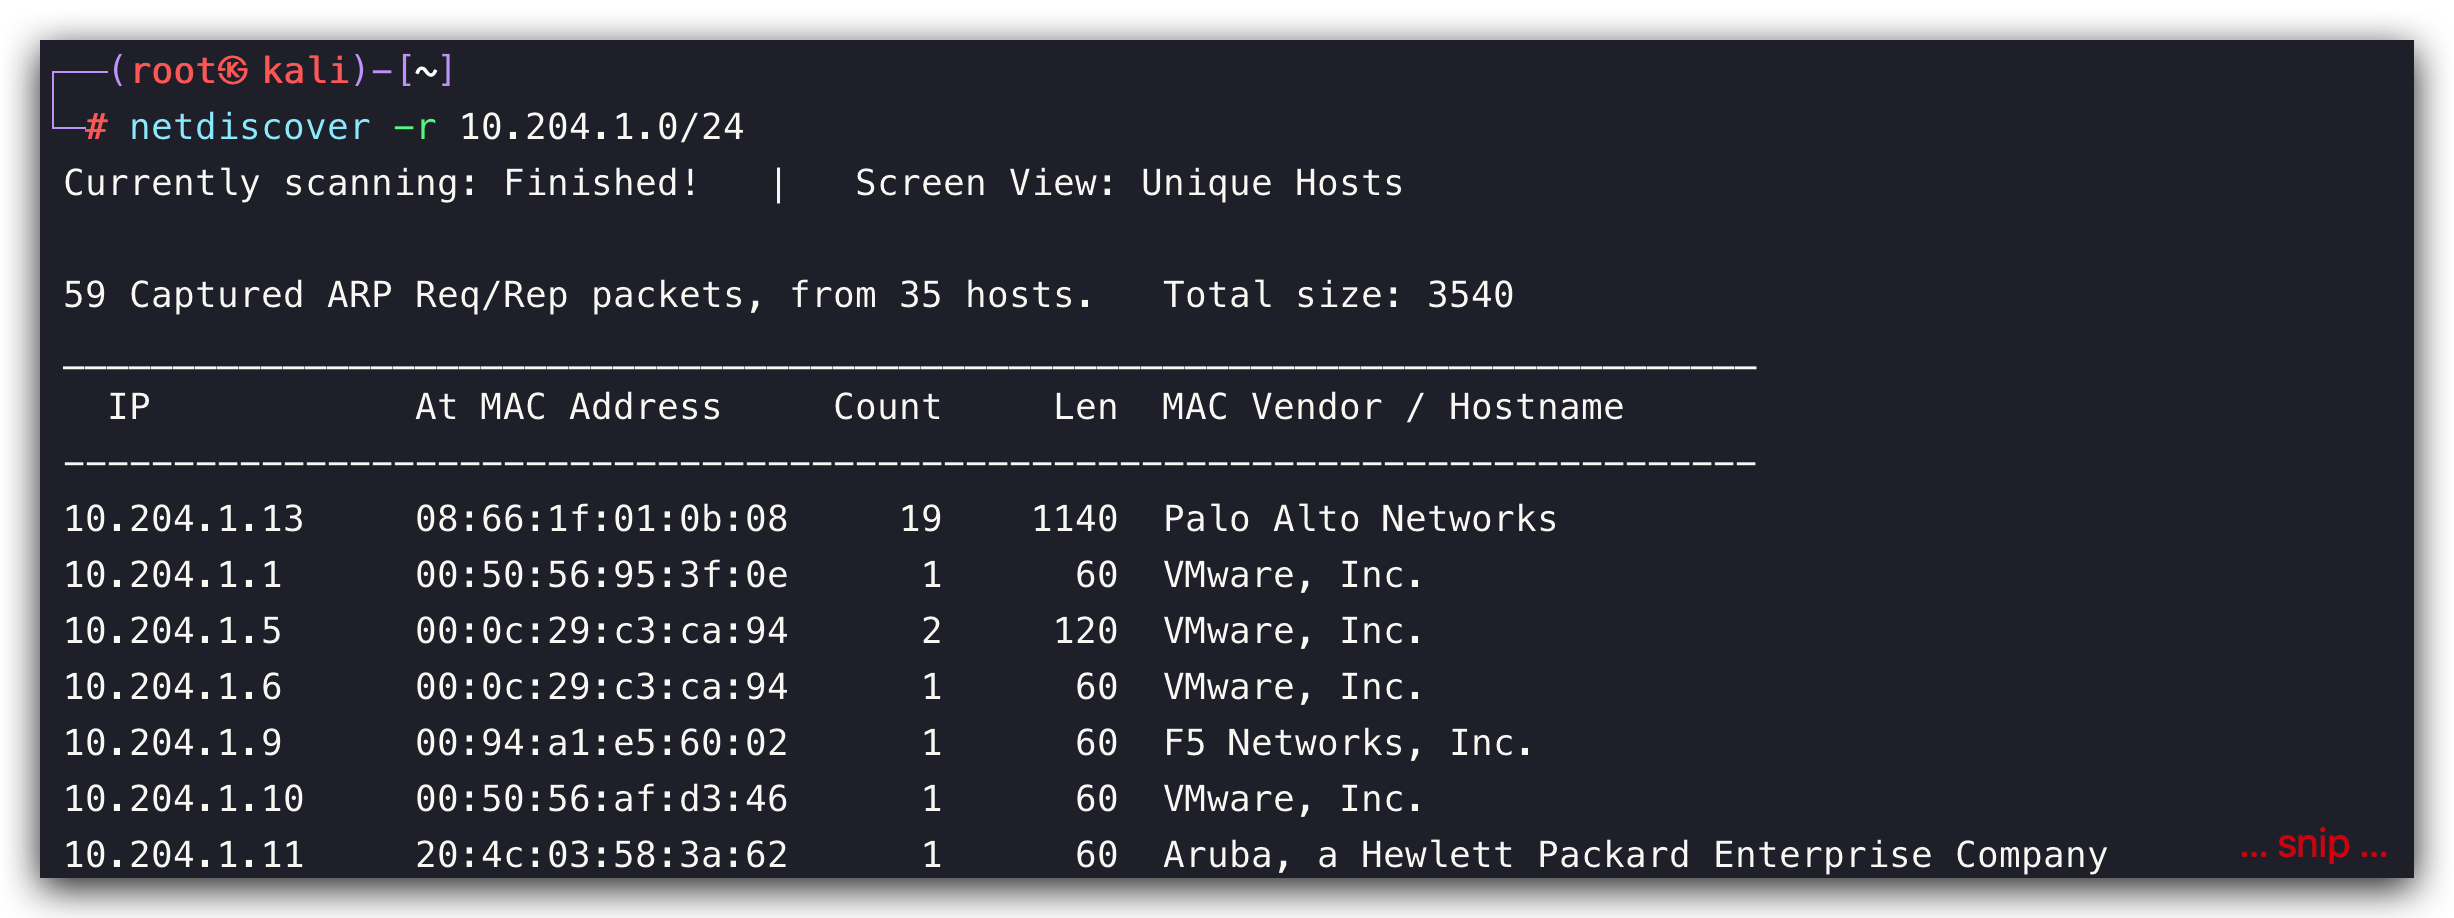 (root㉿kali)-[~]
# netdiscover -r 10.204.1.0/24
Currently scanning: Finished!   |   Screen View: Unique Hosts
59 Captured ARP Req/Rep packets, from 35 hosts.   Total size: 3540
IP            At MAC Address     Count     Len  MAC Vendor / Hostname
10.204.1.13     08:66:1f:01:0b:08     19    1140  Palo Alto Networks
10.204.1.1      00:50:56:95:3f:0e      1      60  VMware, Inc.
10.204.1.5      00:0c:29:c3:ca:94      2     120  VMware, Inc.
10.204.1.6      00:0c:29:c3:ca:94      1      60  VMware, Inc.
10.204.1.9      00:94:a1:e5:60:02      1      60  F5 Networks, Inc.
10.204.1.10     00:50:56:af:d3:46      1      60  VMware, Inc.
10.204.1.11     20:4c:03:58:3a:62      1      60  Aruba, a Hewlett Packard Enterprise Company
... snip ...